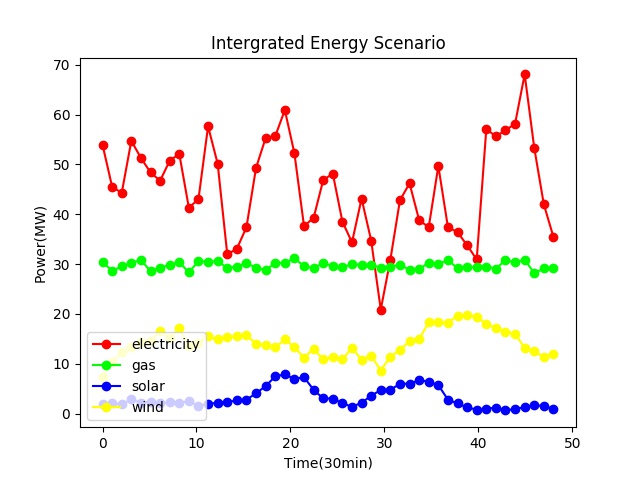 Intergrated Energy Scenario
Power(MW)
70
60
50
40
30
20
10
0
electricity
gas
solar
wind
0 10 20 30 40 50
Time(30min)